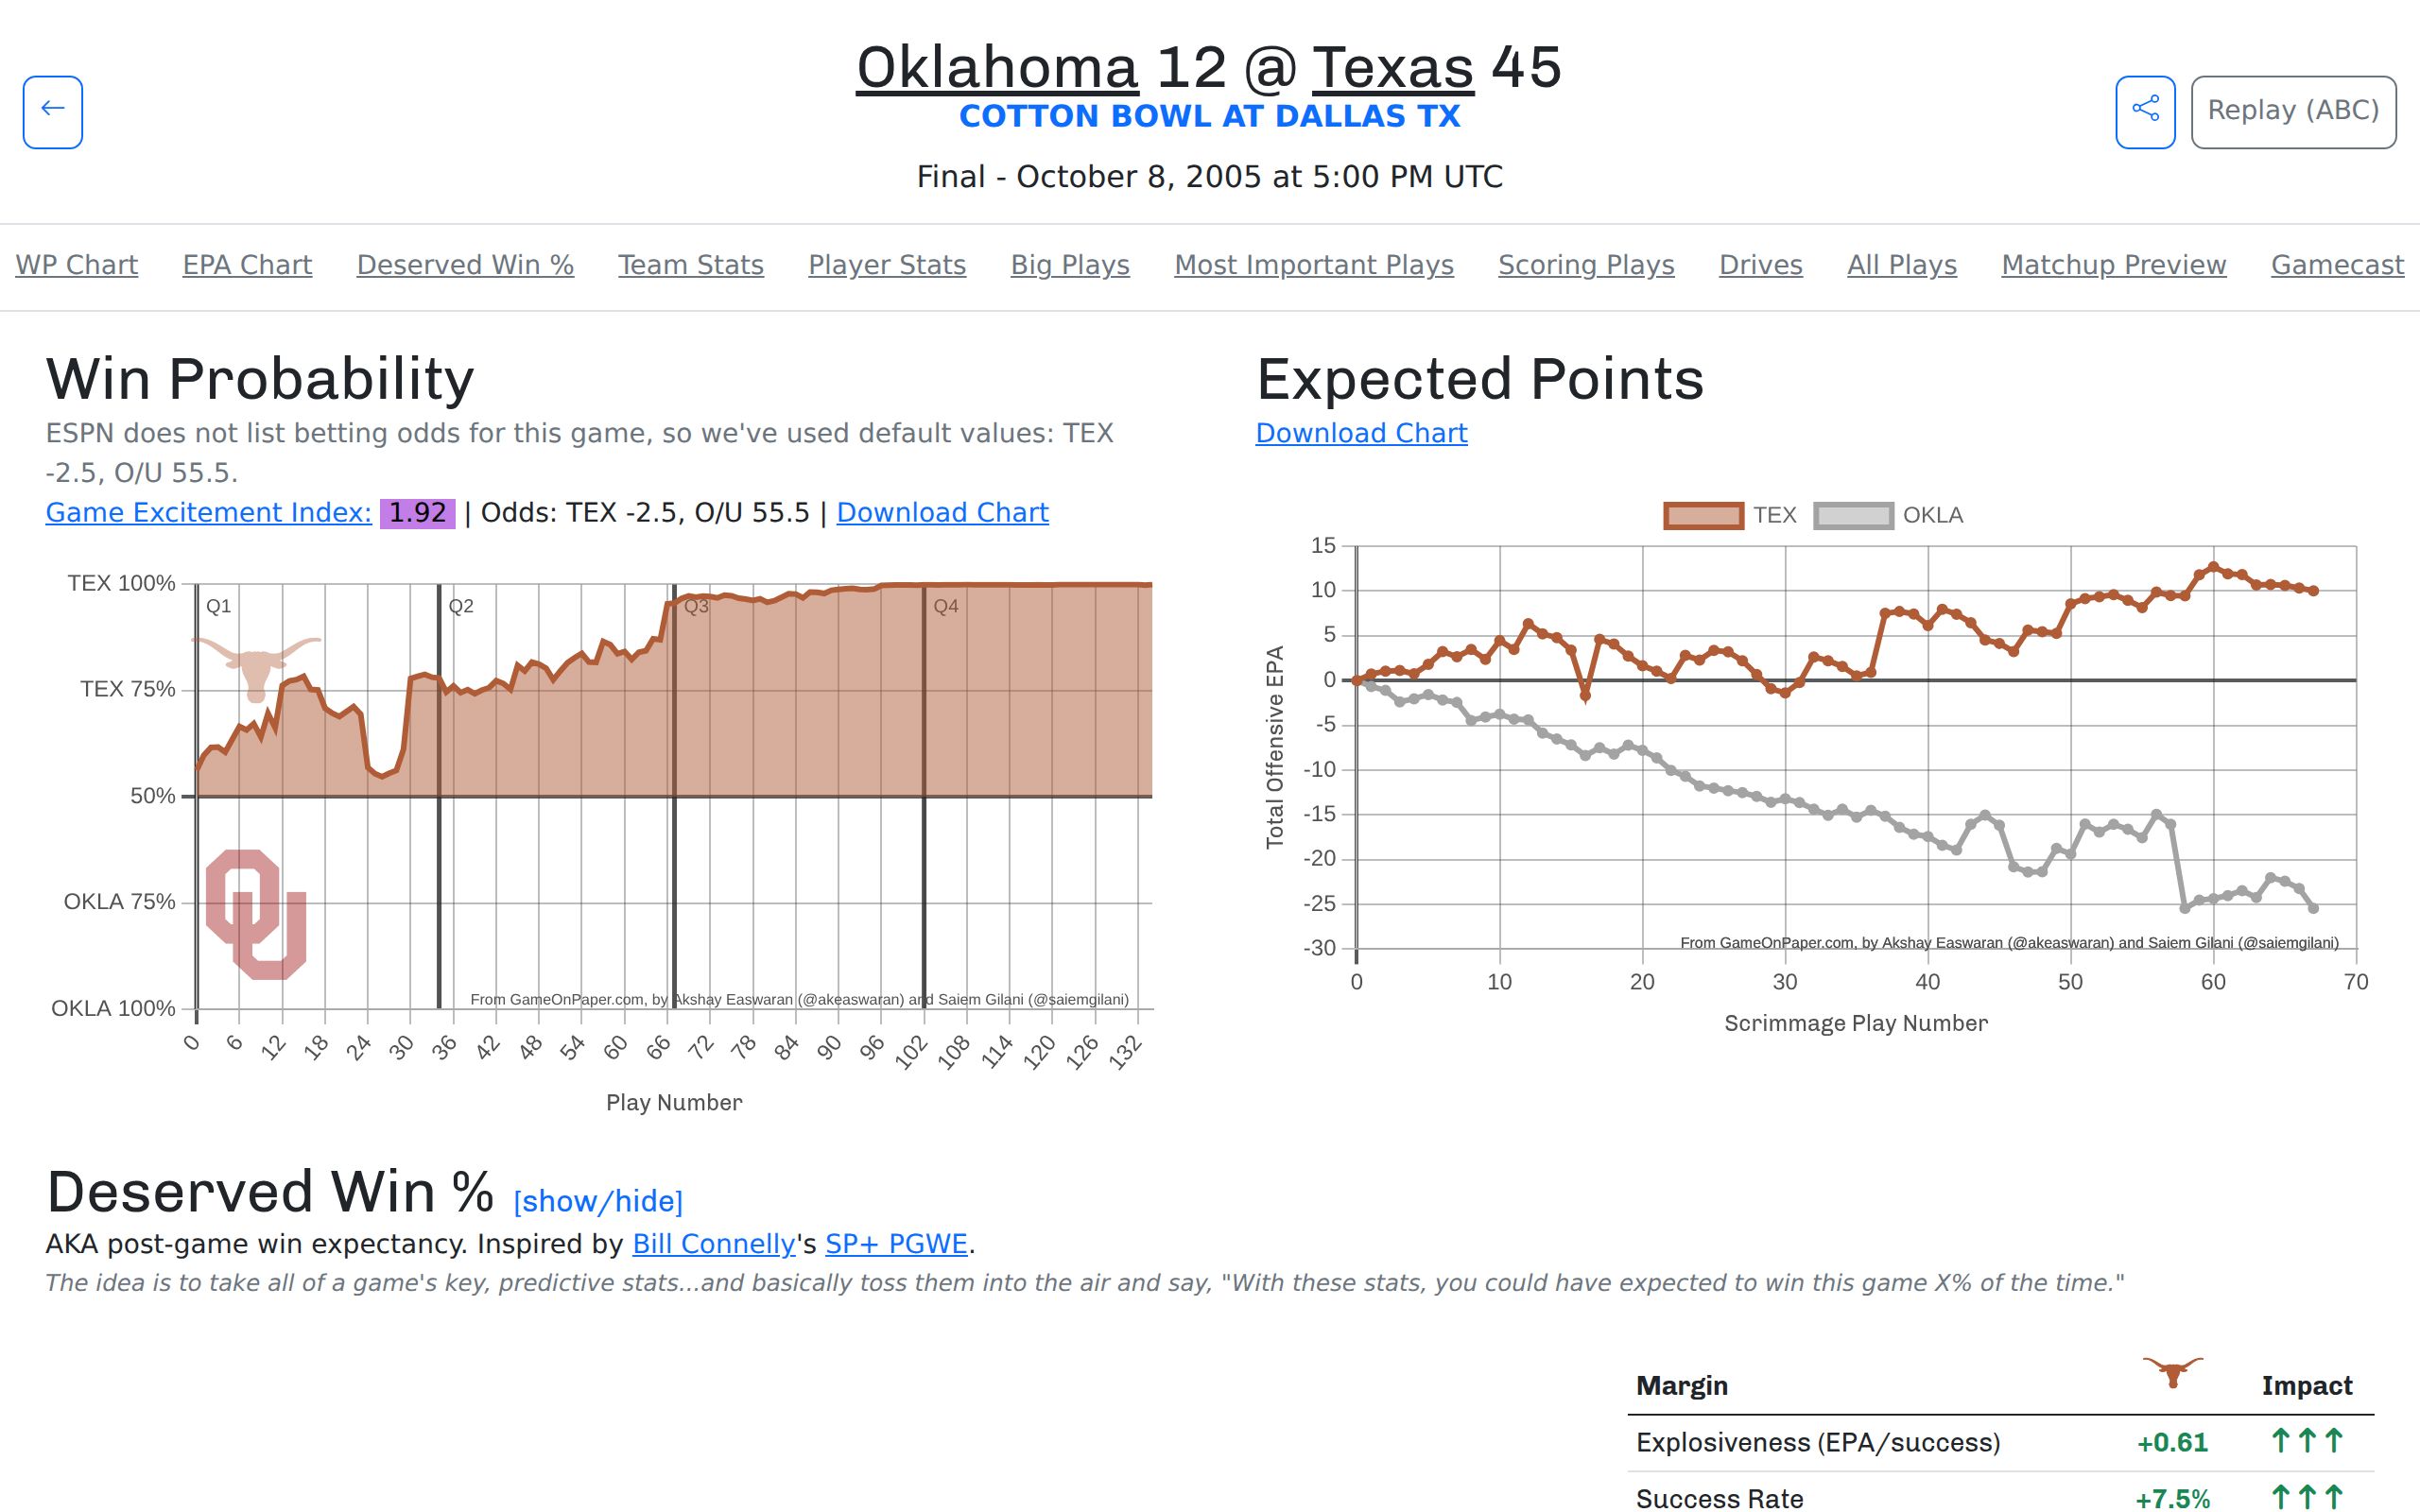 ←
Oklahoma 12 @ Texas 45
COTTON BOWL AT DALLAS TX
Final - October 8, 2005 at 5:00 PM UTC
Replay (ABC)
WP Chart EPA Chart Deserved Win % Team Stats Player Stats Big Plays Most Important Plays Scoring Plays Drives All Plays Matchup Preview Gamecast
Win Probability
ESPN does not list betting odds for this game, so we've used default values: TEX
-2.5, O/U 55.5.
Game Excitement Index: 1.92 | Odds: TEX -2.5, O/U 55.5 | Download Chart
TEX 100%
TEX 75%
50%
OKLA 75%
OKLA 100%
Q1 Q2 Q3 Q4
From GameOnPaper.com, by Akshay Easwaran (@akeaswaran) and Saiem Gilani (@saiemgilani)
0 6 12 18 24 30 36 42 48 54 60 66 72 78 84 90 96 102 108 114 120 126 132
Play Number
Expected Points
Download Chart
TEX OKLA
15
10
5
0
-5
-10
-15
-20
-25
-30
Total Offensive EPA
From GameOnPaper.com, by Akshay Easwaran (@akeaswaran) and Saiem Gilani (@saiemgilani)
0 10 20 30 40 50 60 70
Scrimmage Play Number
Deserved Win % [show/hide]
AKA post-game win expectancy. Inspired by Bill Connelly's SP+ PGWE.
The idea is to take all of a game's key, predictive stats...and basically toss them into the air and say, "With these stats, you could have expected to win this game X% of the time."
Margin Impact
Explosiveness (EPA/success) +0.61 ↑↑↑
Success Rate +7.5% ↑↑↑